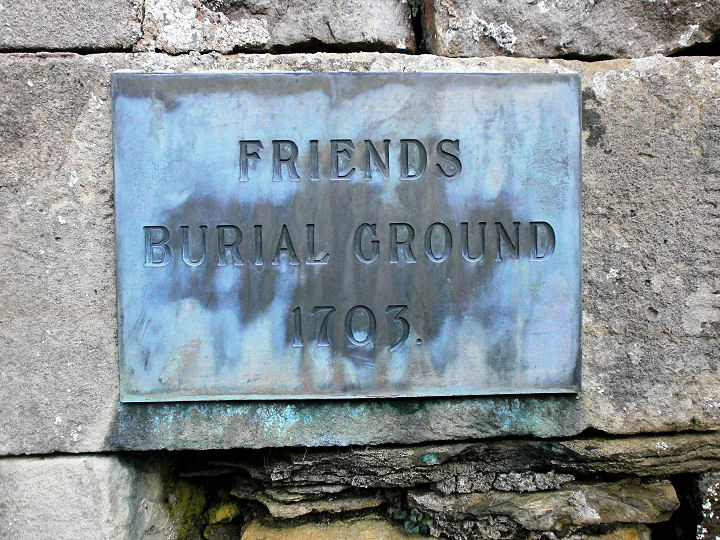 FRIENDS
BURIAL GROUND
1703.